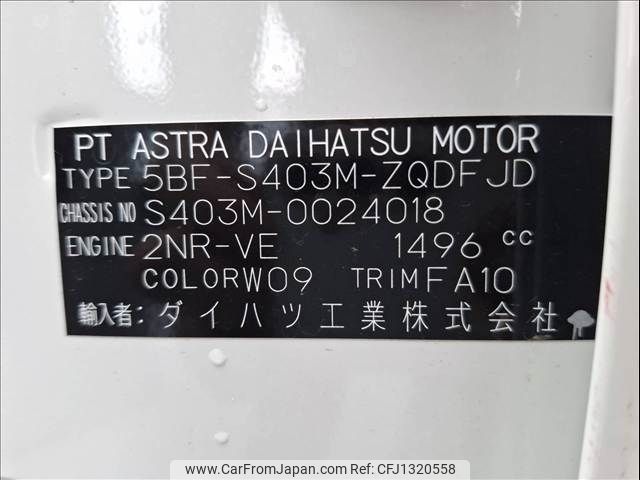 PT ASTRA DAIHATSU MOTOR
TYPE 5BF-S403M-ZQDFJD
CHASSIS NO S403M-0024018
ENGINE 2NR-VE 1496 cc
COLOR W09 TRIM FA10
輸入者: ダイハツ工業株式会社
www.CarFromJapan.com - CFJ1320558